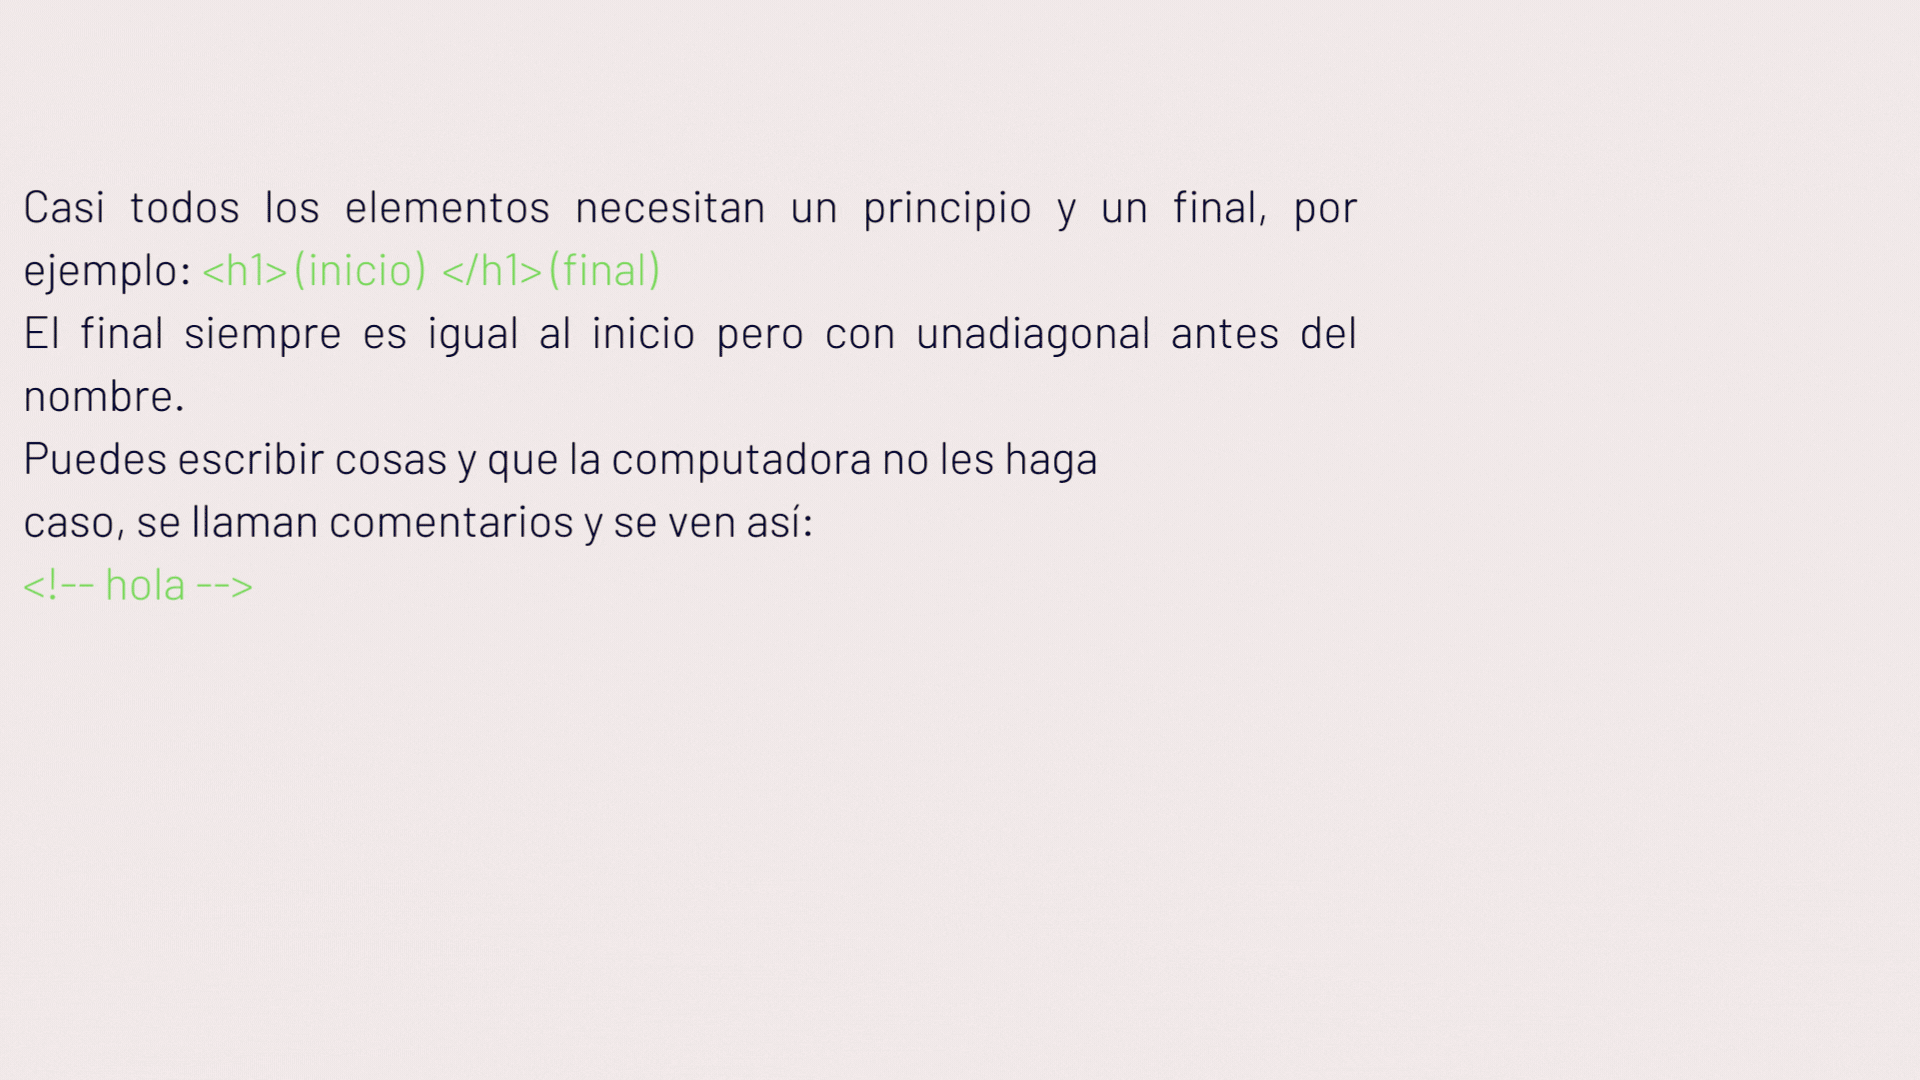 Casi todos los elementos necesitan un principio y un final, por
ejemplo: <h1>(inicio) </h1>(final)
El final siempre es igual al inicio pero con unadiagonal antes del
nombre.
Puedes escribir cosas y que la computadora no les haga
caso, se llaman comentarios y se ven así:
<!-- hola -->